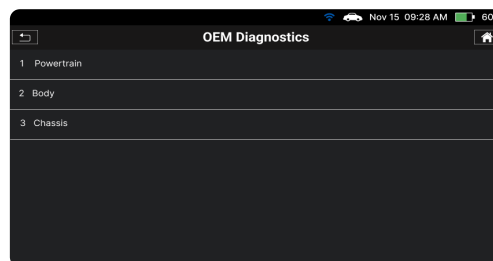 Nov 15 09:28 AM 60
OEM Diagnostics
1 Powertrain
2 Body
3 Chassis